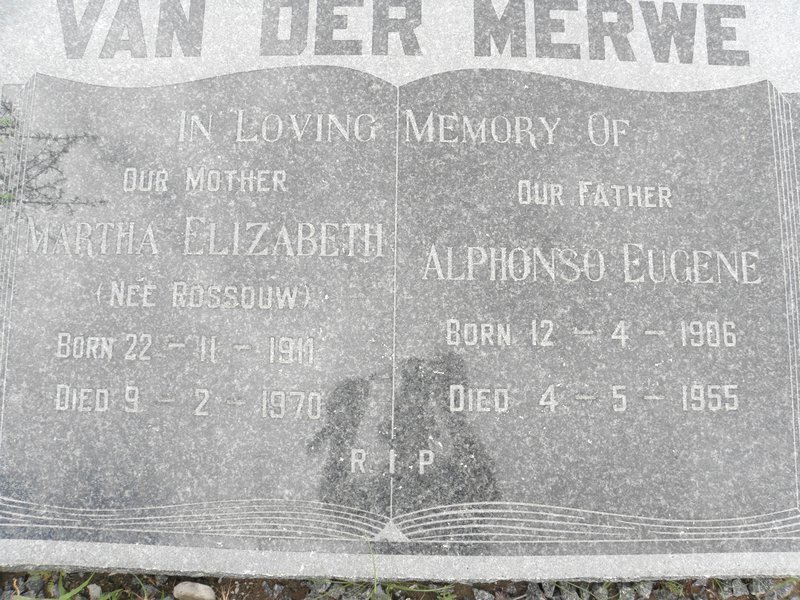 VAN DER MERWE
IN LOVING MEMORY OF
OUR MOTHER
MARTHA ELIZABETH
(NEE ROSSOUW)
BORN 22 - 11 - 1911
DIED 9 - 2 - 1970
OUR FATHER
ALPHONSO EUGENE
BORN 12 - 4 - 1906
DIED 4 - 5 - 1955
R.I.P